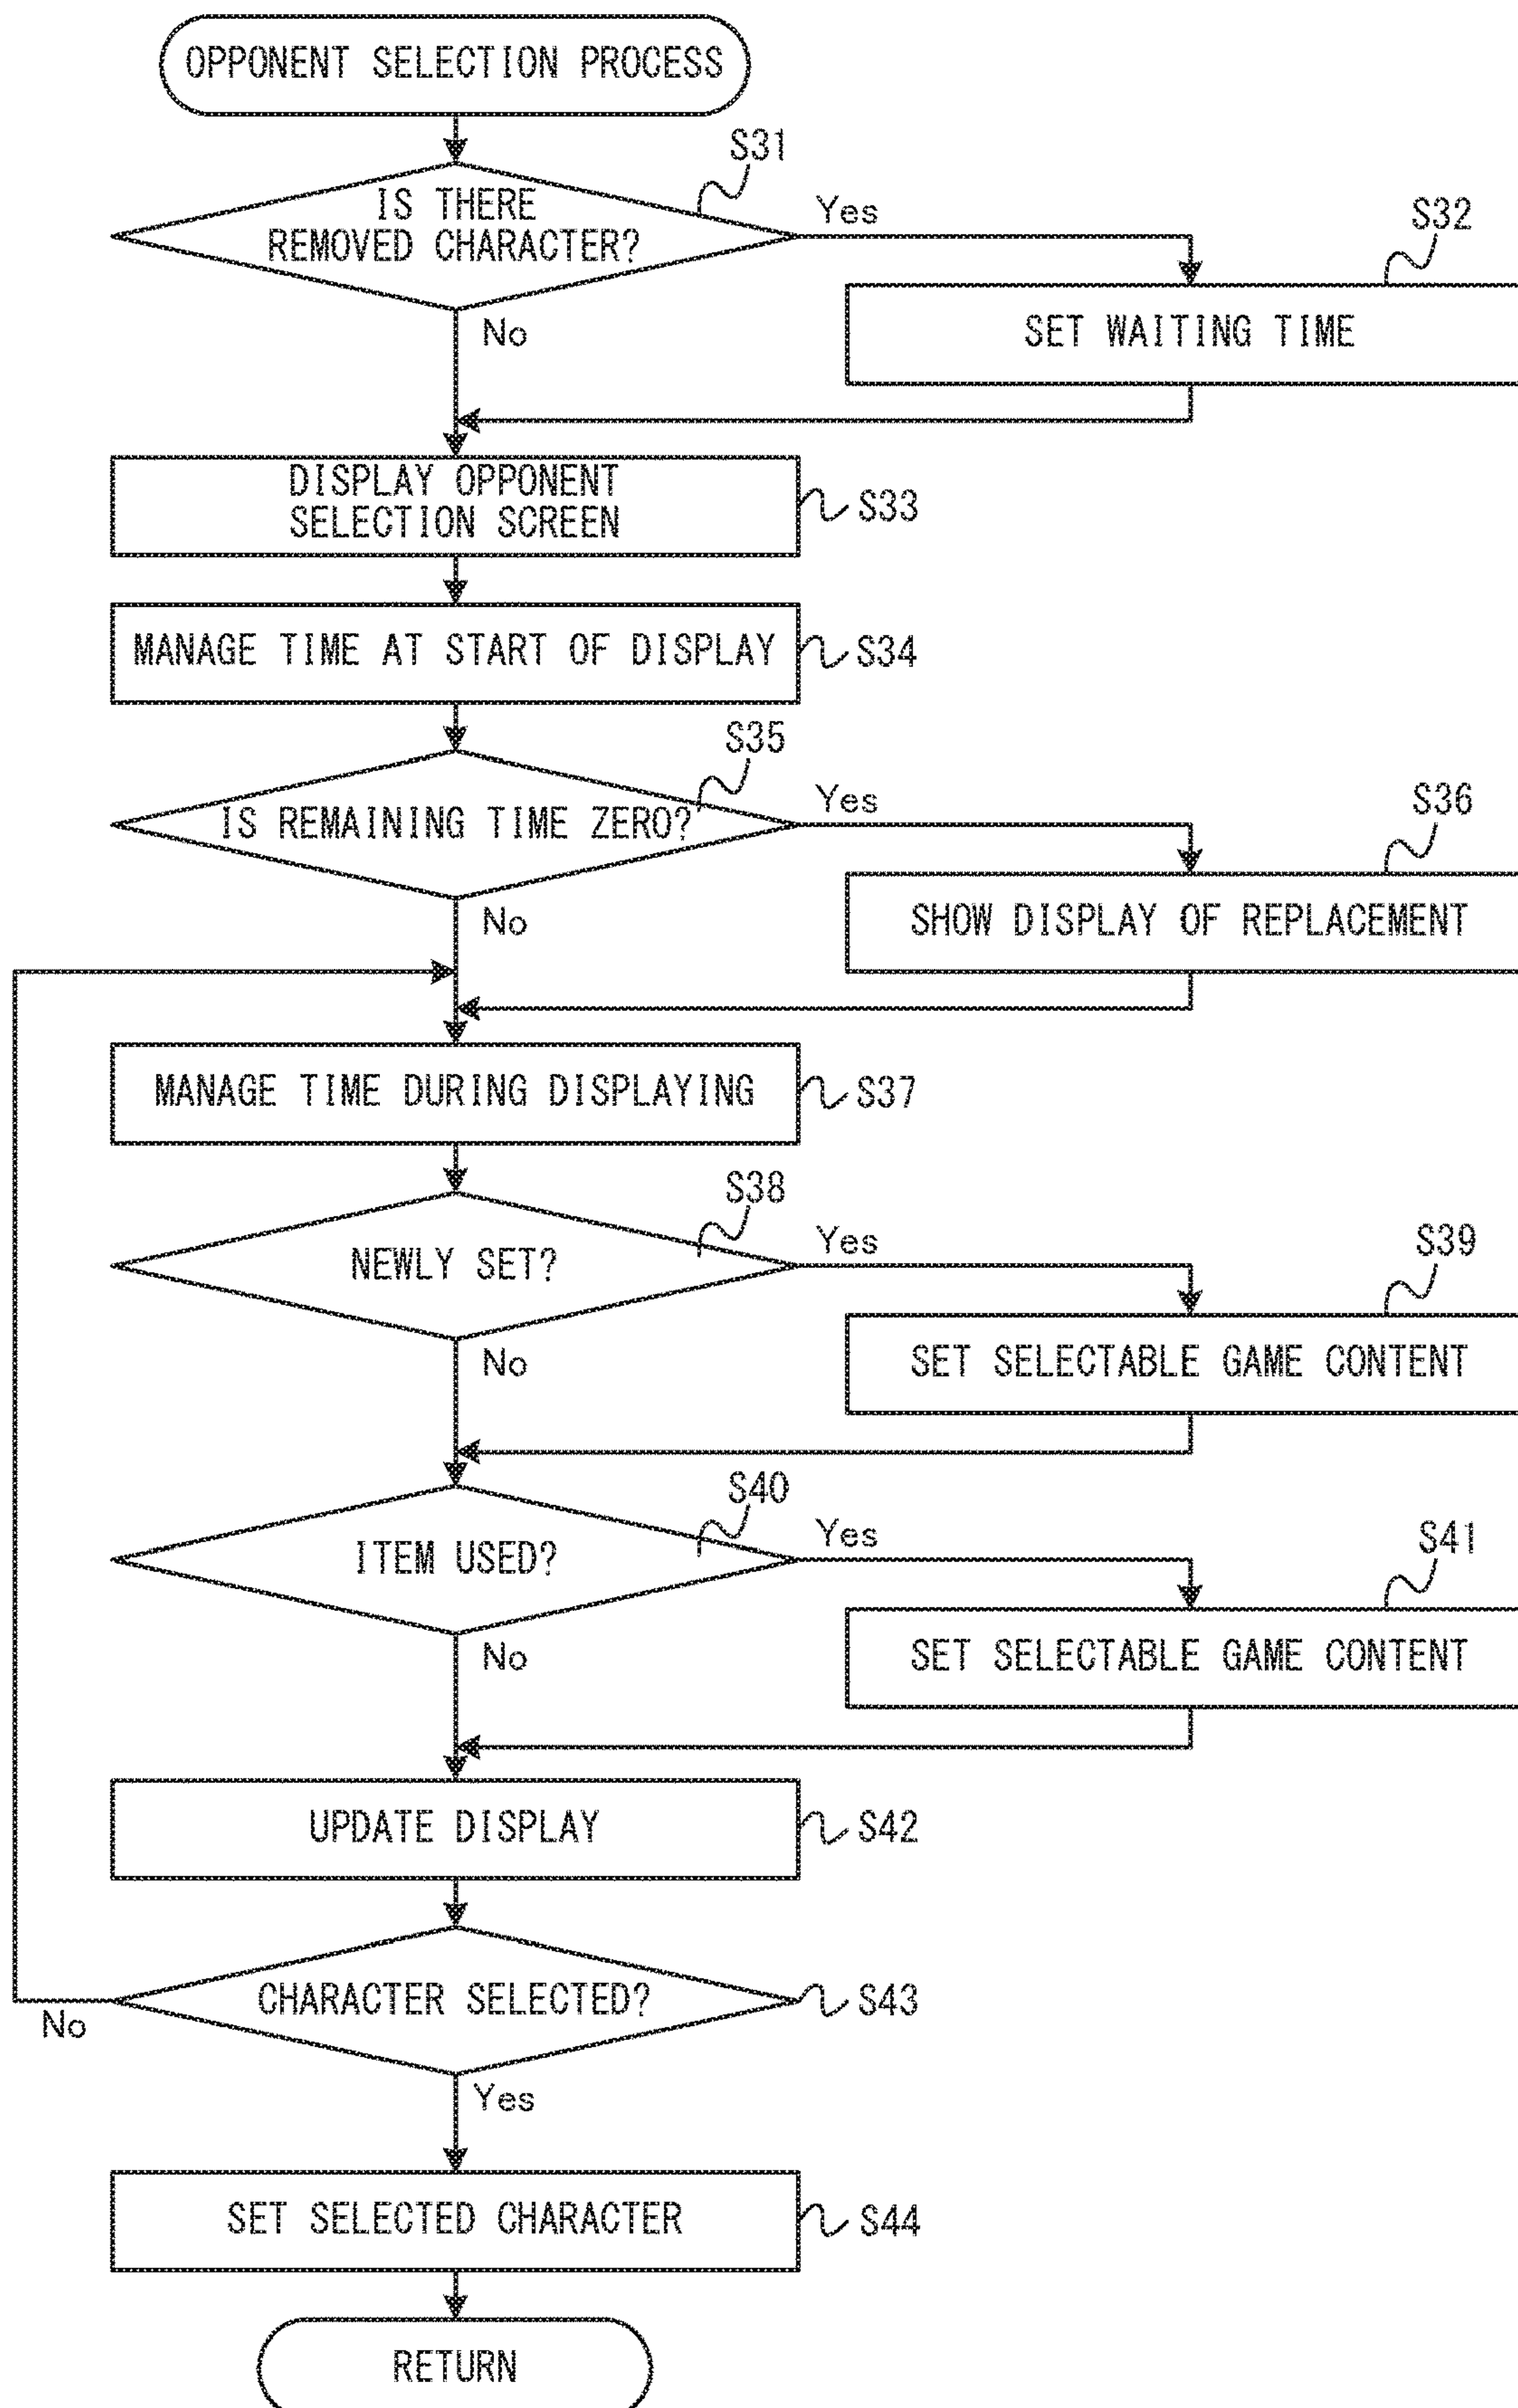 OPPONENT SELECTION PROCESS
S31
IS THERE
REMOVED CHARACTER?
Yes
S32
SET WAITING TIME
No
DISPLAY OPPONENT
SELECTION SCREEN
S33
MANAGE TIME AT START OF DISPLAY
S34
S35
IS REMAINING TIME ZERO?
Yes
S36
SHOW DISPLAY OF REPLACEMENT
No
MANAGE TIME DURING DISPLAYING
S37
S38
NEWLY SET?
Yes
S39
SET SELECTABLE GAME CONTENT
No
S40
ITEM USED?
Yes
S41
SET SELECTABLE GAME CONTENT
No
UPDATE DISPLAY
S42
CHARACTER SELECTED?
S43
No
Yes
SET SELECTED CHARACTER
S44
RETURN